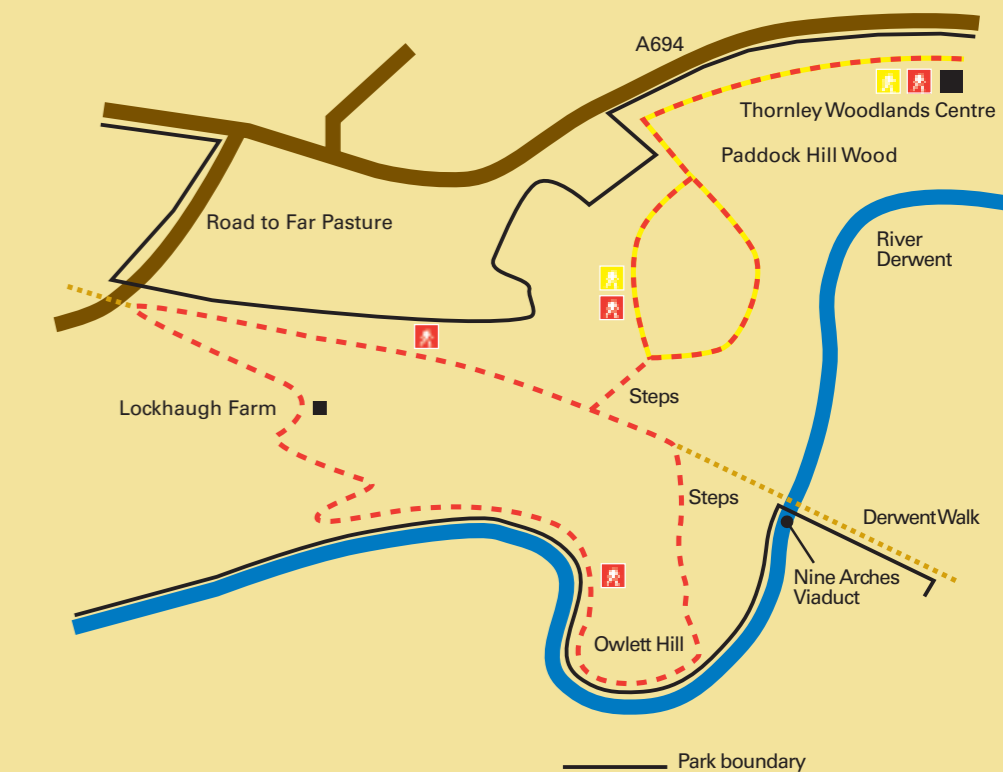 A694
Thornley Woodlands Centre
Paddock Hill Wood
Road to Far Pasture
River
Derwent
Steps
Lockhaugh Farm
Steps
Derwent Walk
Nine Arches
Viaduct
Owlett Hill
Park boundary